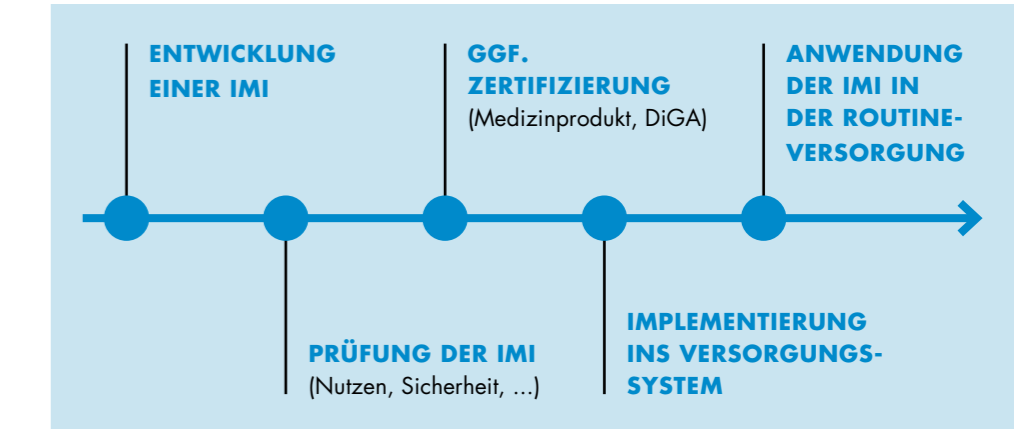 ENTWICKLUNG
EINER IMI
PRÜFUNG DER IMI
(Nutzen, Sicherheit, ...)
GGF.
ZERTIFIZIERUNG
(Medizinprodukt, DiGA)
IMPLEMENTIERUNG
INS VERSORGUNGS-
SYSTEM
ANWENDUNG
DER IMI IN
DER ROUTINE-
VERSORGUNG